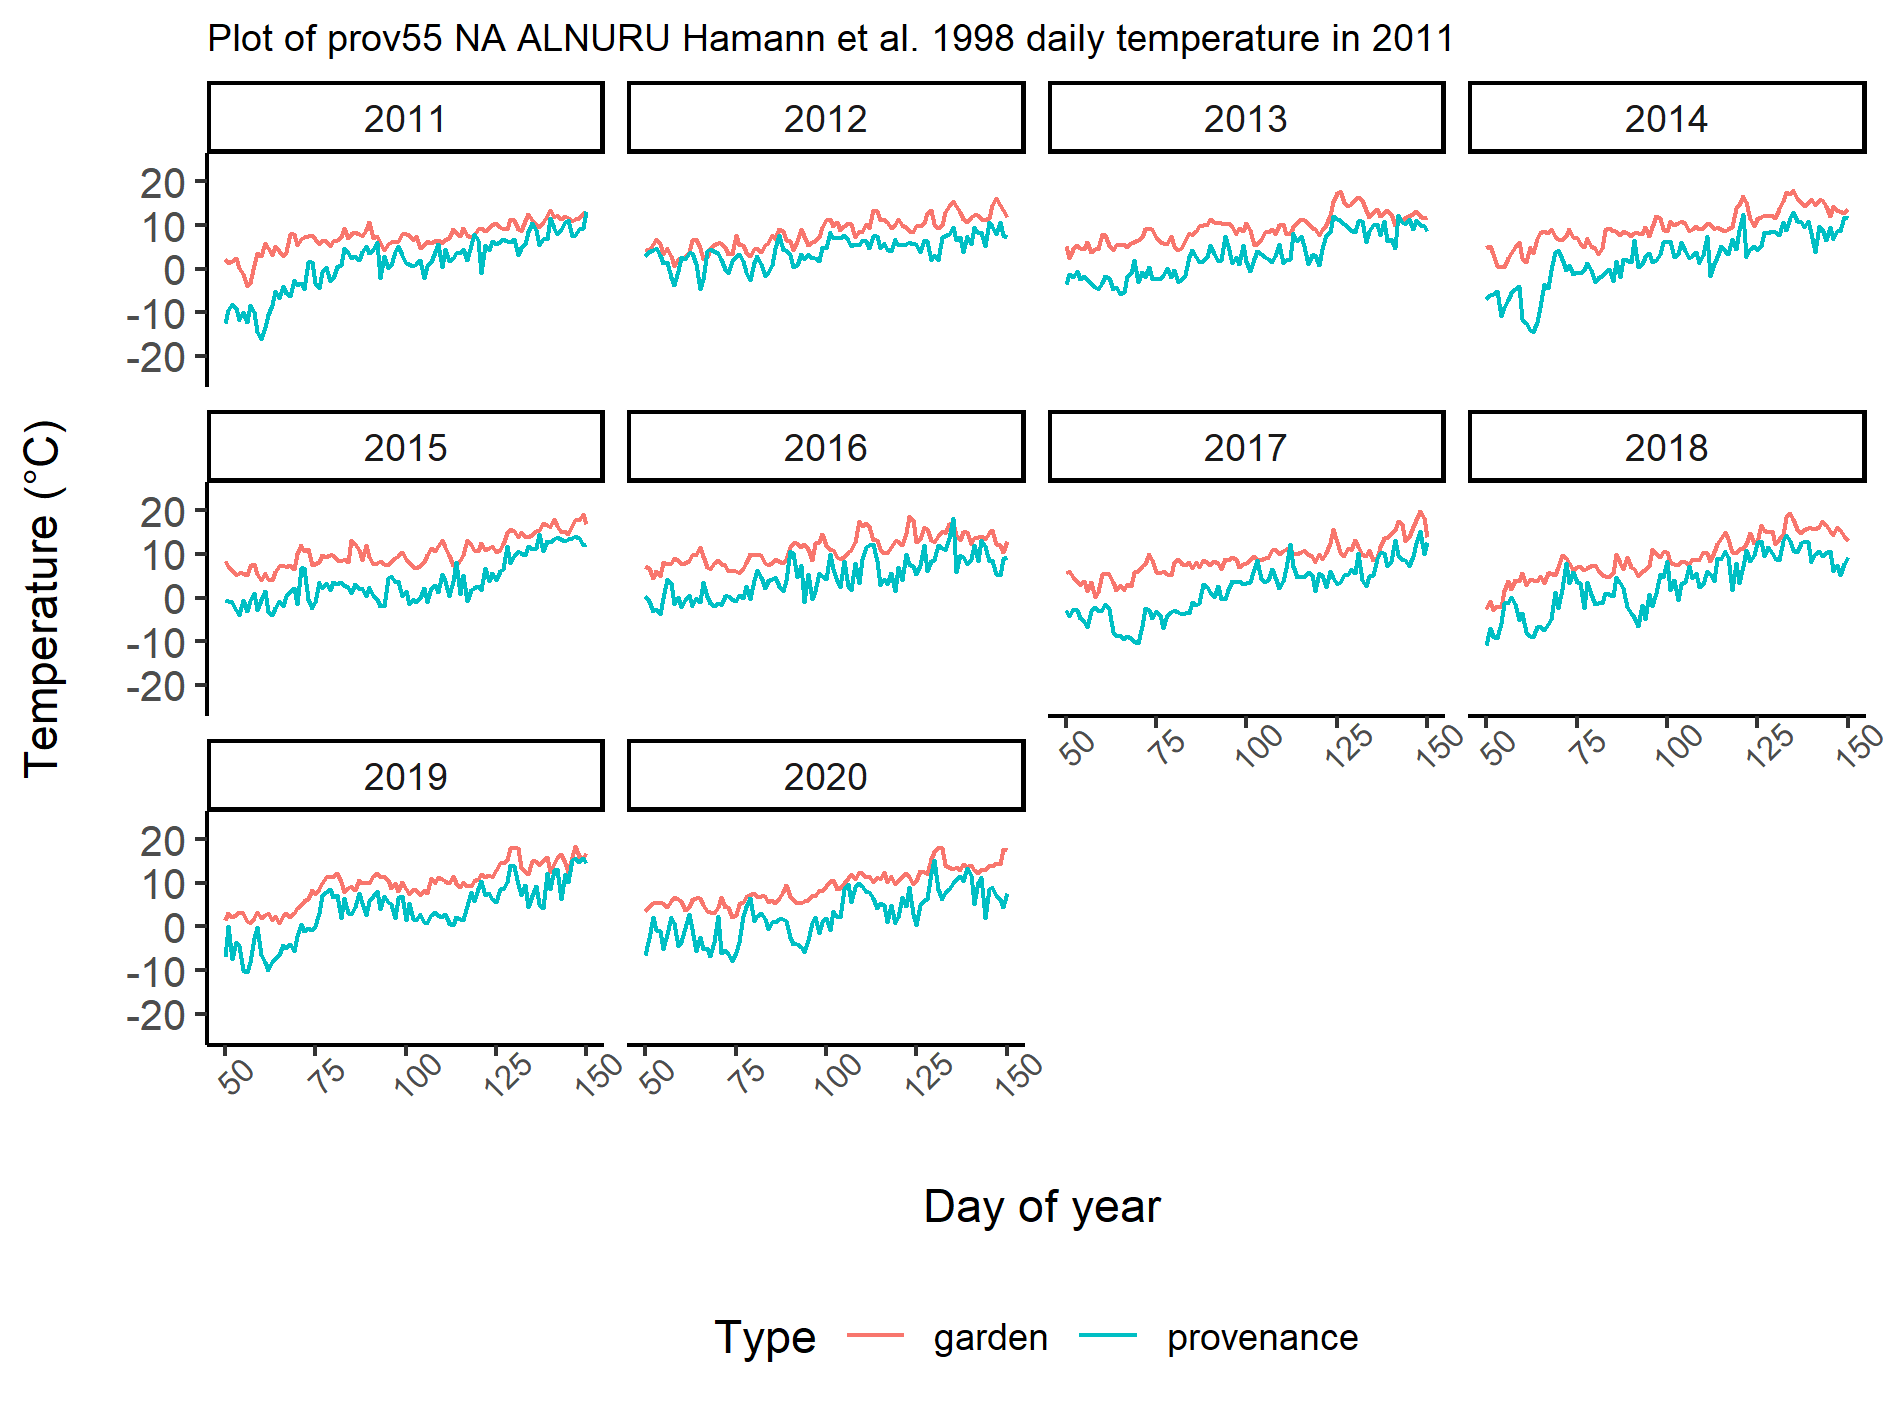 Plot of prov55 NA ALNURU Hamann et al. 1998 daily temperature in 2011
2011 2012 2013 2014
20
10
0
-10
-20
2015 2016 2017 2018
20
10
0
-10
-20
50 75 100 125 150 50 75 100 125 150
2019 2020
20
10
0
-10
-20
50 75 100 125 150 50 75 100 125 150
Temperature (°C)
Day of year
Type garden provenance